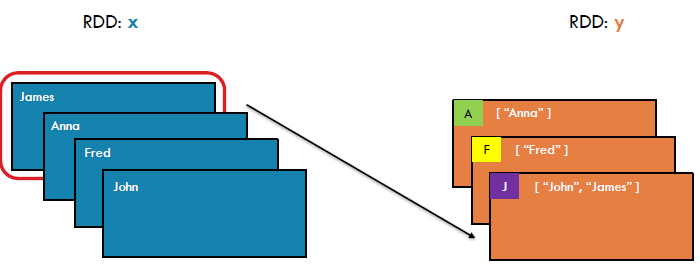 RDD: x
RDD: y
James
Anna
Fred
John
A [ “Anna” ]
F [ “Fred” ]
J [ “John”, “James” ]